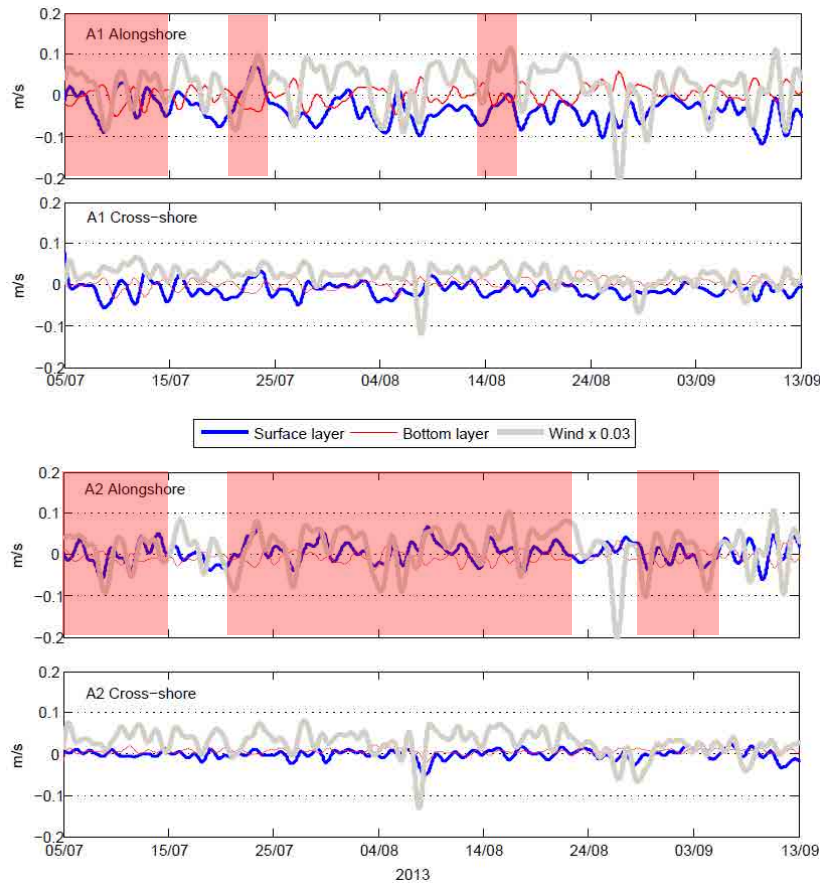 0.2
A1 Alongshore
0.1
m/s
0
−0.1
−0.2
0.2
A1 Cross−shore
0.1
m/s
0
−0.1
−0.2
05/07 15/07 25/07 04/08 14/08 24/08 03/09 13/09
Surface layer Bottom layer Wind x 0.03
0.2
A2 Alongshore
0.1
m/s
0
−0.1
−0.2
0.2
A2 Cross−shore
0.1
m/s
0
−0.1
−0.2
05/07 15/07 25/07 04/08 14/08 24/08 03/09 13/09
2013